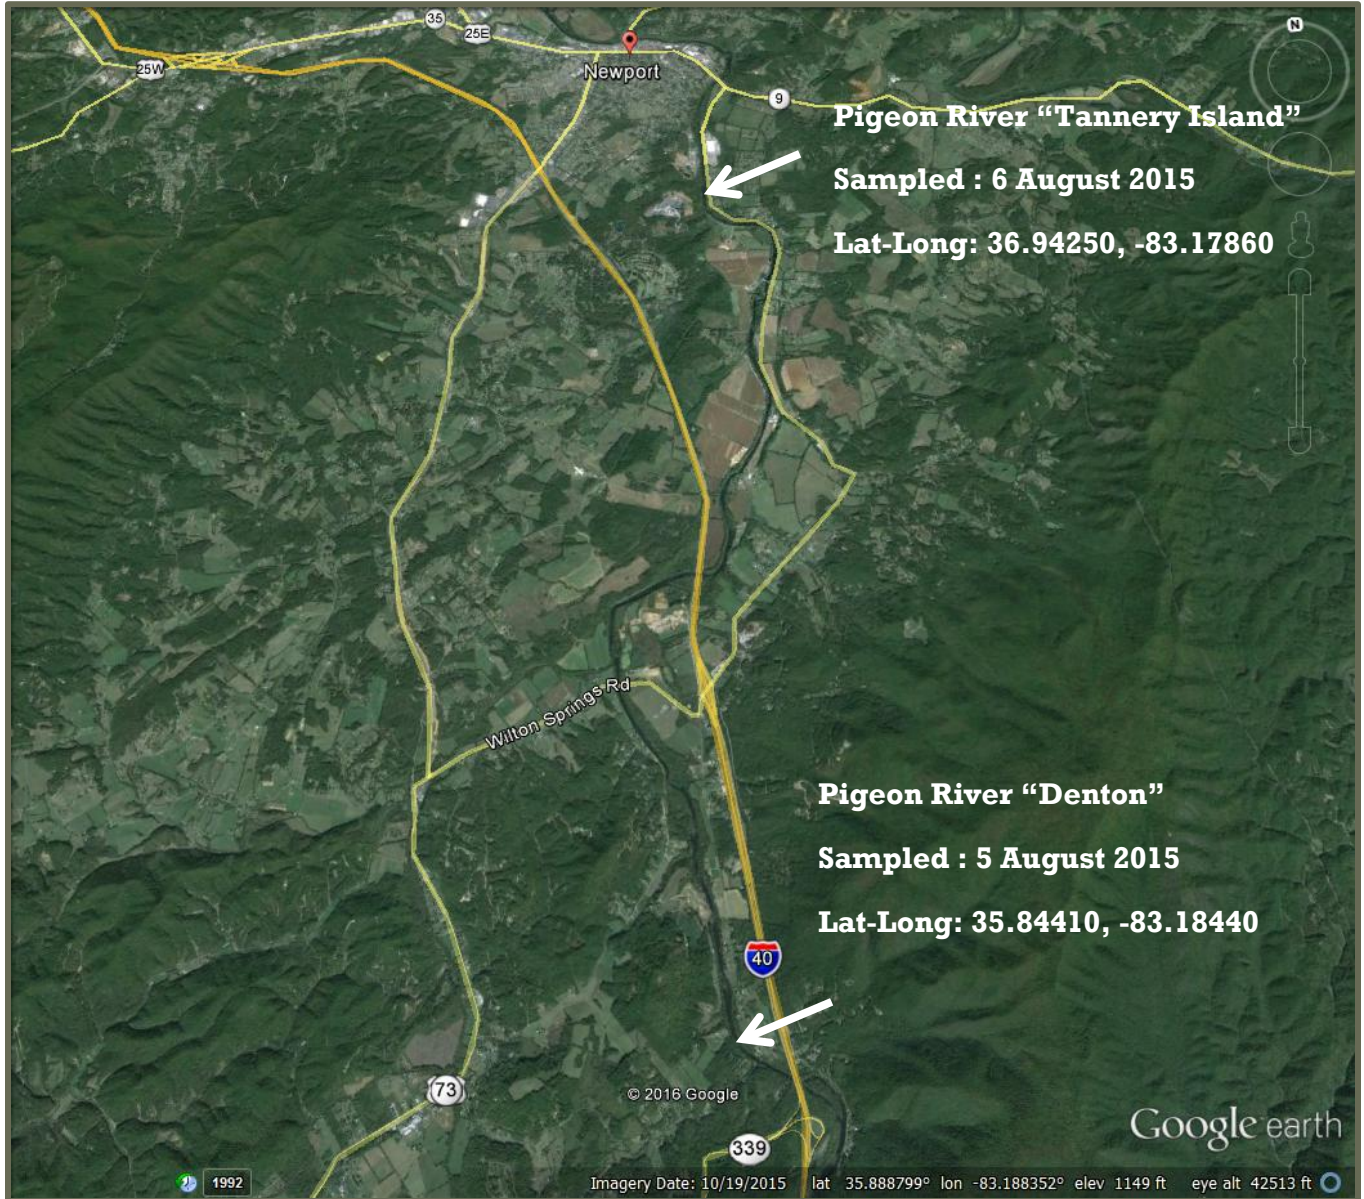 N
35
25E
25W
Newport
9
Pigeon River “Tannery Island”
Sampled : 6 August 2015
Lat-Long: 36.94250, -83.17860
Wilton Springs Rd
Pigeon River “Denton”
Sampled : 5 August 2015
Lat-Long: 35.84410, -83.18440
40
73
© 2016 Google
Google earth
339
1992
Imagery Date: 10/19/2015 lat 35.888799° lon -83.188352° elev 1149 ft eye alt 42513 ft